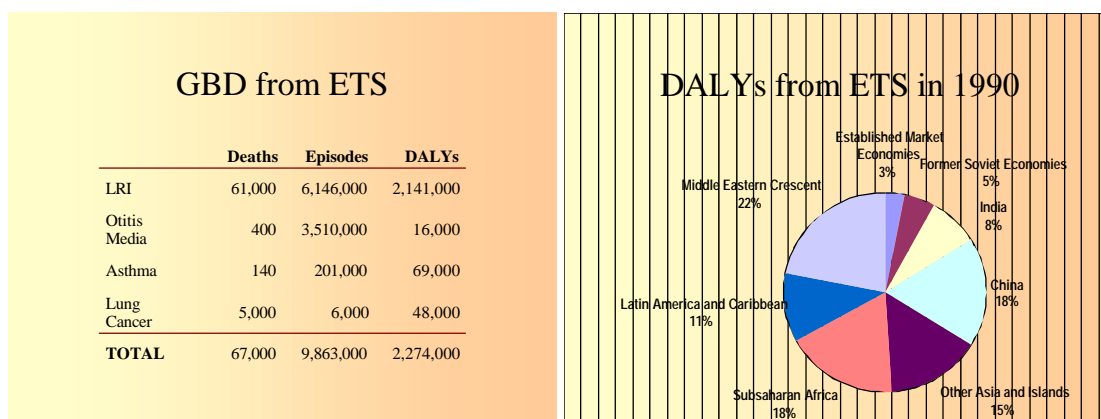 GBD from ETS
Deaths Episodes DALYs
LRI 61,000 6,146,000 2,141,000
Otitis
Media 400 3,510,000 16,000
Asthma 140 201,000 69,000
Lung
Cancer 5,000 6,000 48,000
TOTAL 67,000 9,863,000 2,274,000
DALYs from ETS in 1990
Established Market
Economies
3%
Former Soviet Economies
5%
India
8%
China
18%
Other Asia and Islands
15%
Subsaharan Africa
18%
Latin America and Caribbean
11%
Middle Eastern Crescent
22%